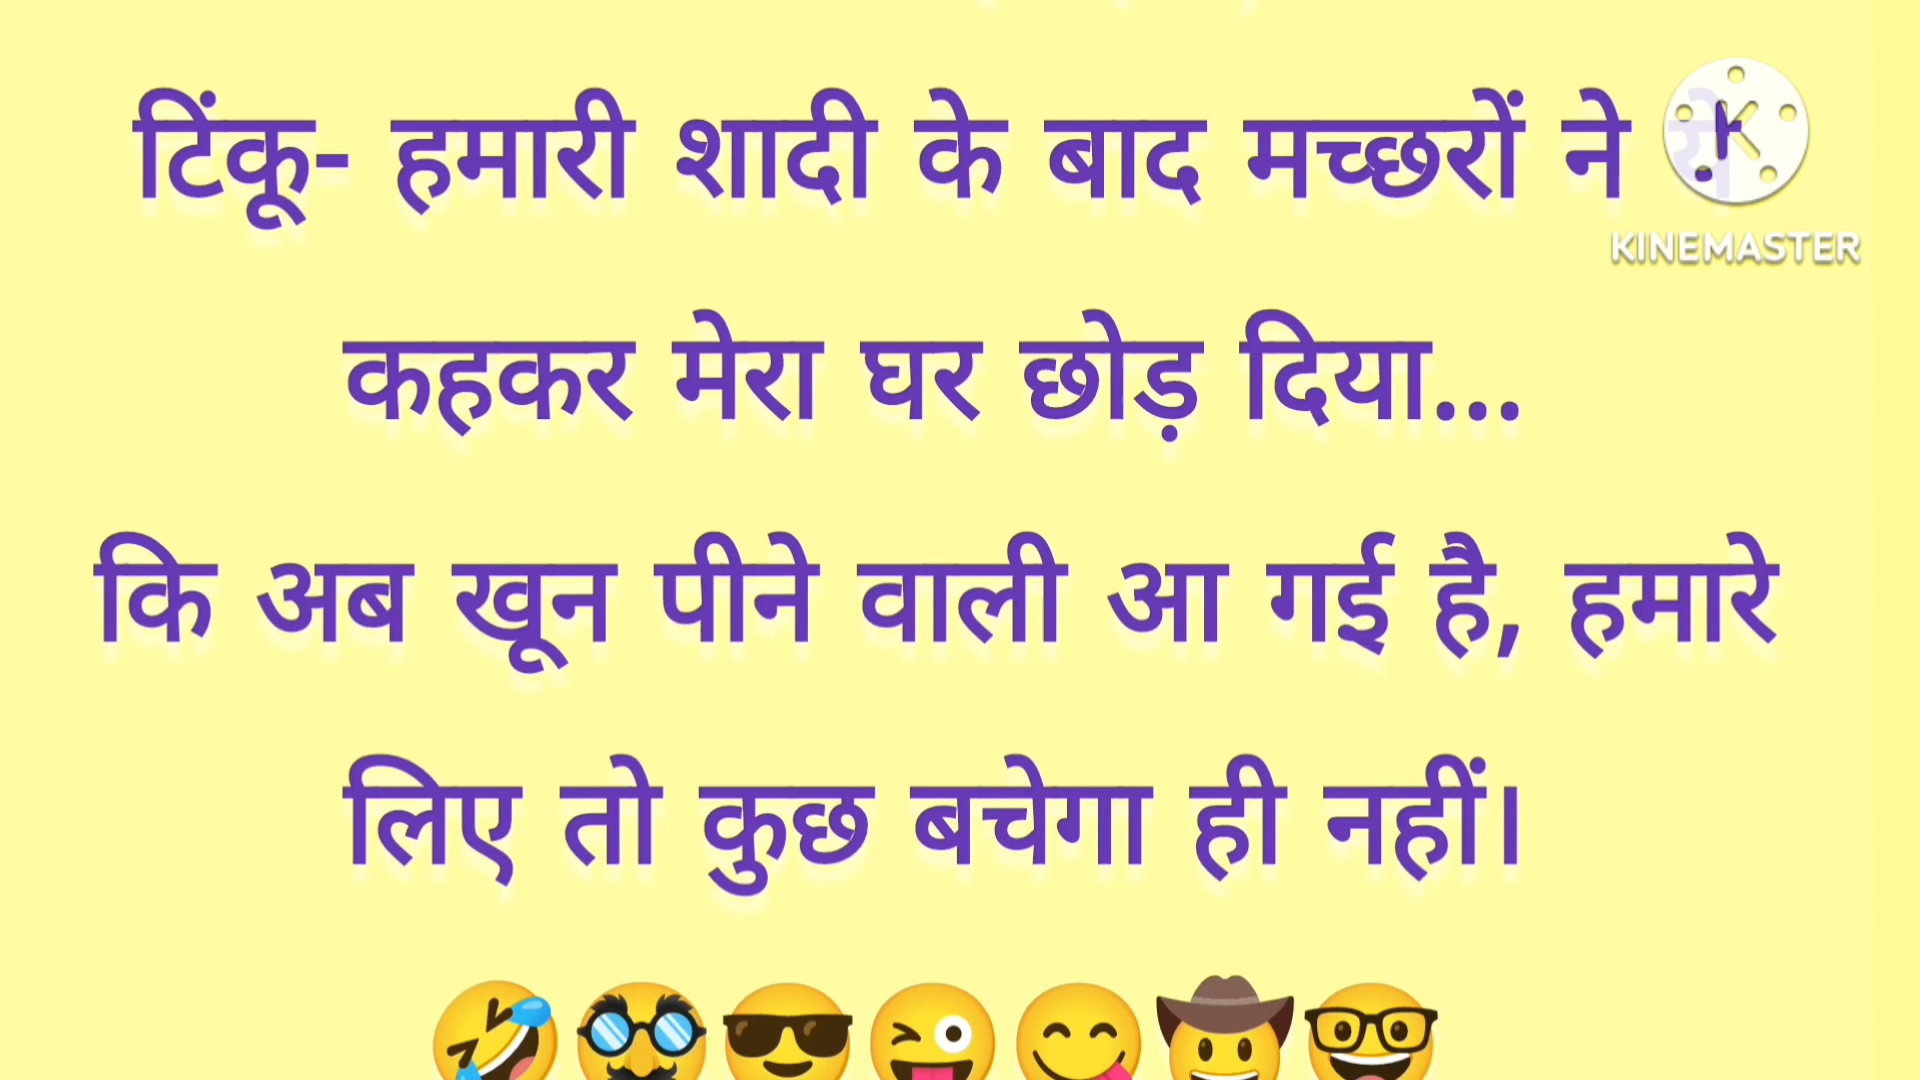 टिंकू- हमारी शादी के बाद मच्छरों ने ये
KINEMASTER
कहकर मेरा घर छोड़ दिया...
कि अब खून पीने वाली आ गई है, हमारे
लिए तो कुछ बचेगा ही नहीं।